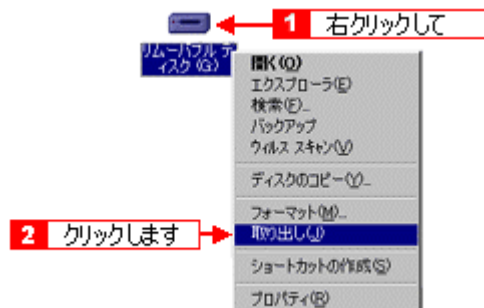 1 右クリックして
リムーバブル デ
ィスク (G)
開く(O)
エクスプローラ(E)
検索(F)...
バックアップ
ウィルス スキャン(V)
ディスクのコピー(Y)...
フォーマット(M)...
取り出し(J)
2 クリックします
ショートカットの作成(S)
プロパティ(R)